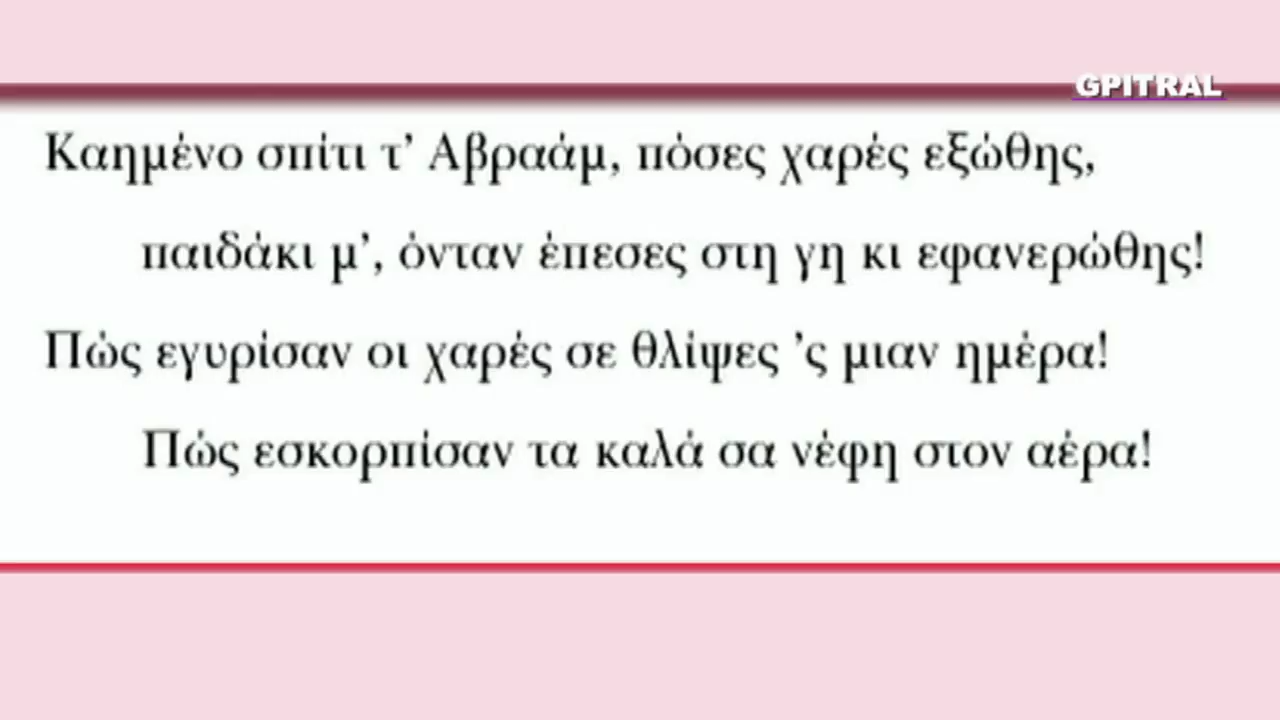 GPITRAL
Καημένο σπίτι τ’ Αβραάμ, πόσες χαρές εξώθης,
παιδάκι μ’, όνταν έπεσες στη γη κι εφανερώθης!
Πώς εγυρίσαν οι χαρές σε θλίψες ’ς μιαν ημέρα!
Πώς εσκορπίσαν τα καλά σα νέφη στον αέρα!